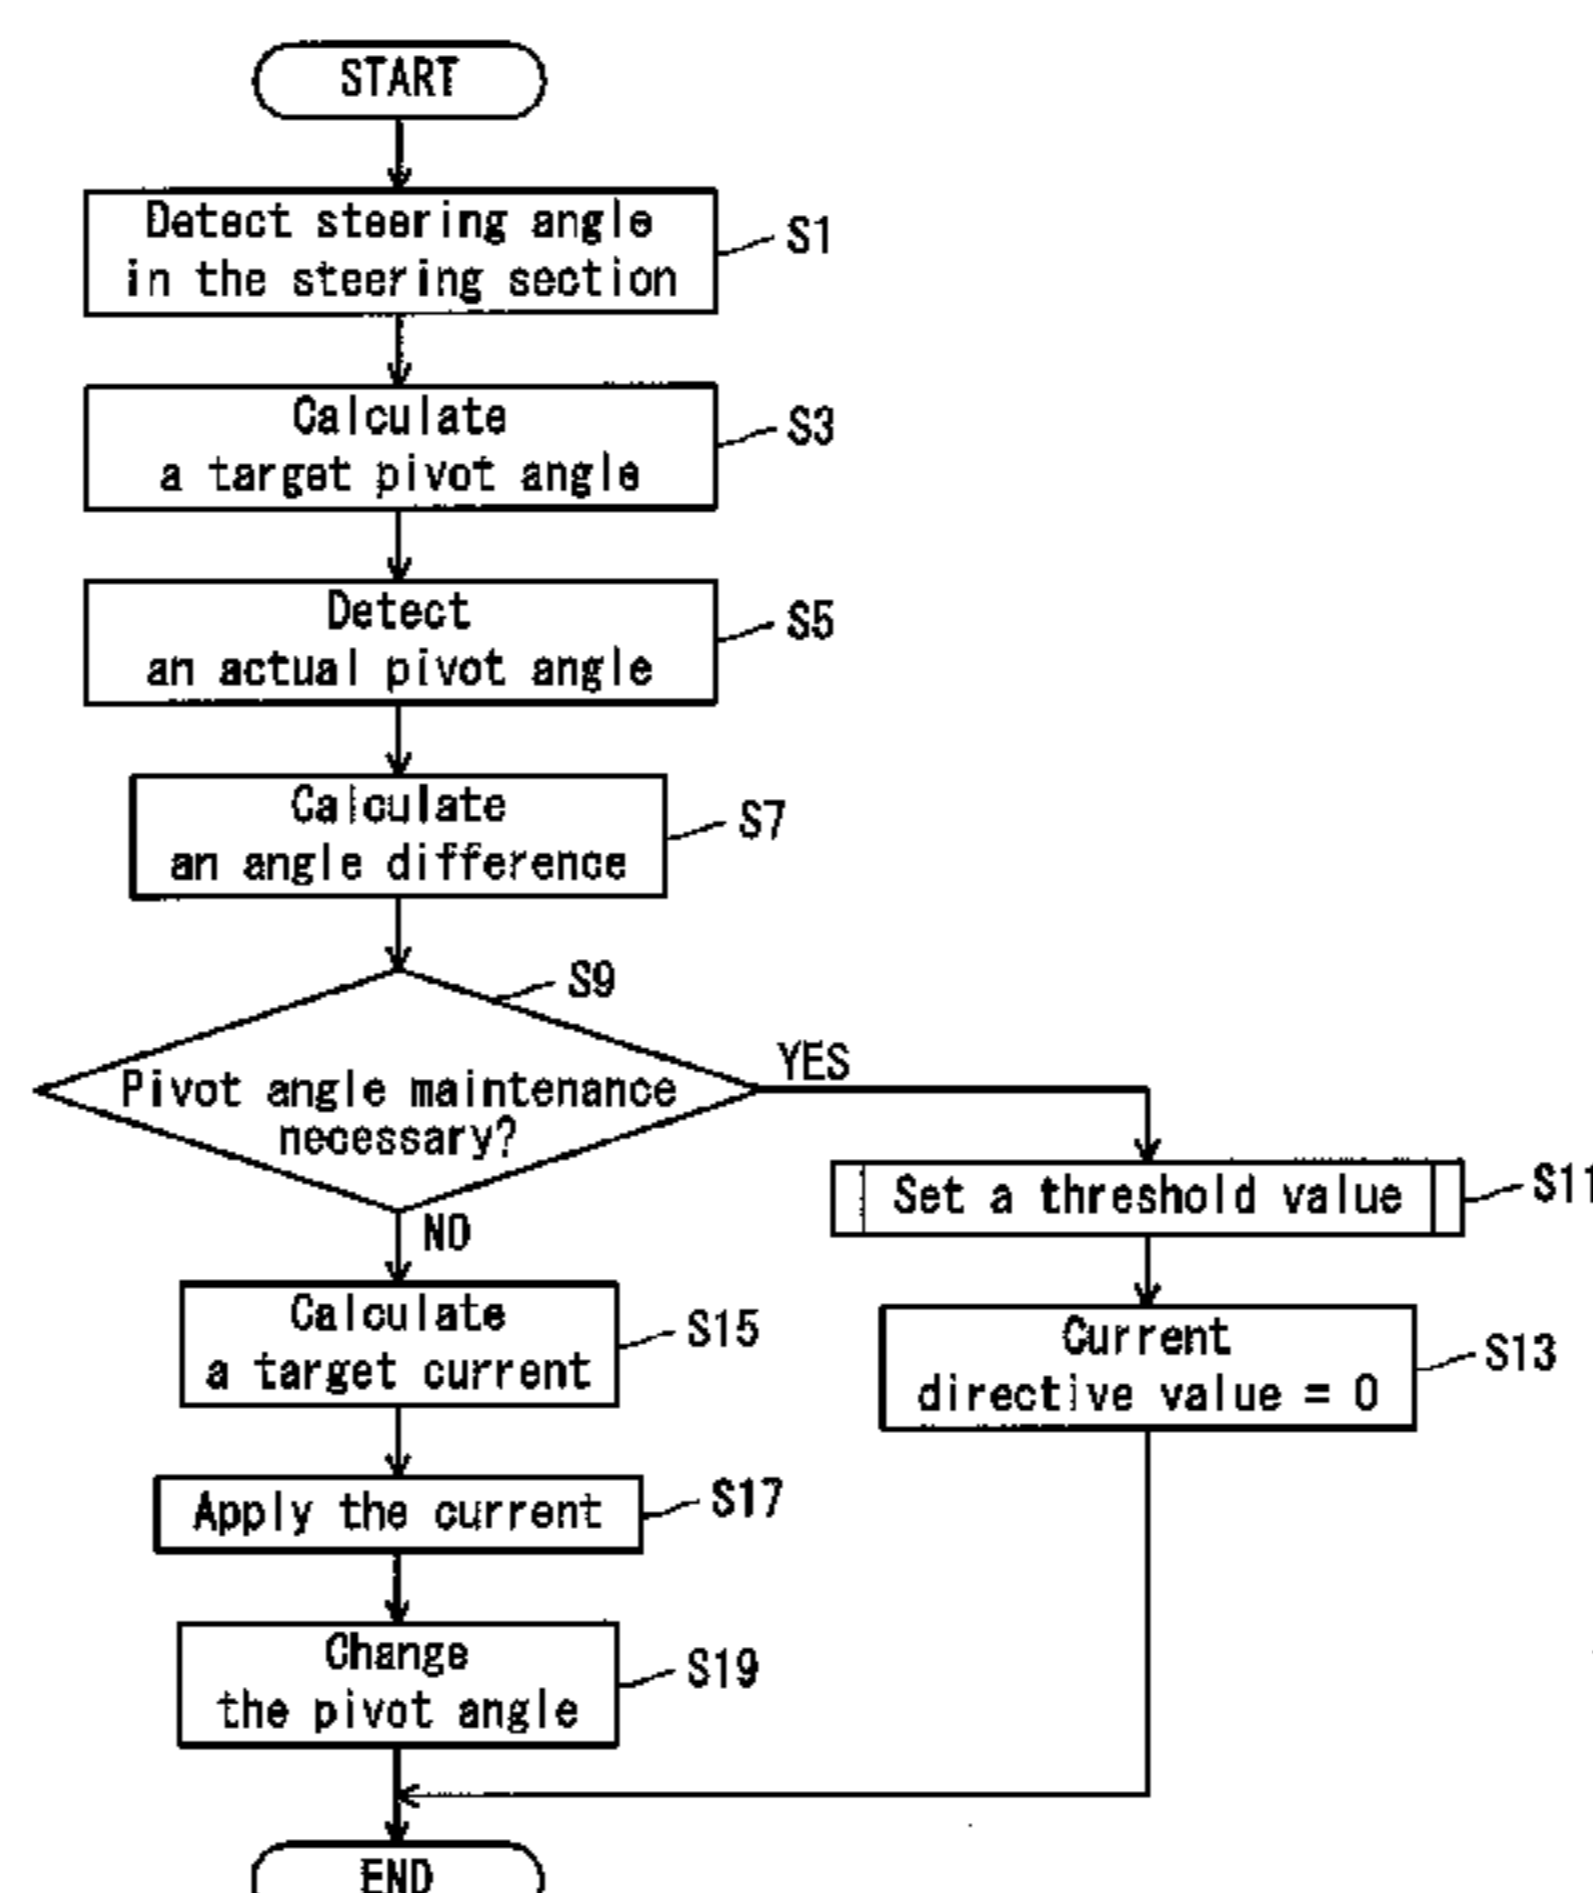 START
Detect steering angle
in the steering section
S1
Calculate
a target pivot angle
S3
Detect
an actual pivot angle
S5
Calculate
an angle difference
S7
S9
Pivot angle maintenance
necessary?
YES
NO
Set a threshold value
S11
Current
directive value = 0
S13
Calculate
a target current
S15
Apply the current
S17
Change
the pivot angle
S19
END